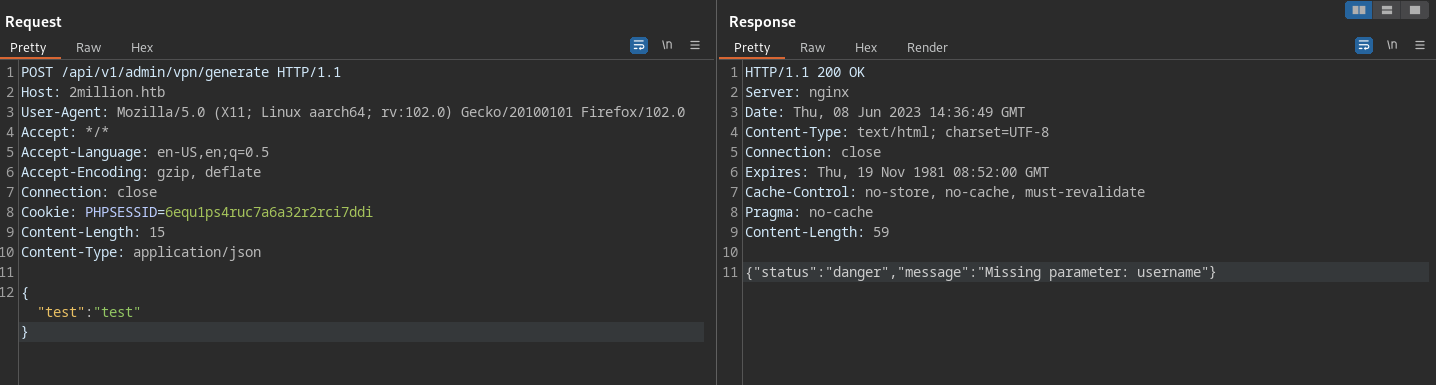 Request
Pretty Raw Hex \n
1 POST /api/v1/admin/vpn/generate HTTP/1.1
2 Host: 2million.htb
3 User-Agent: Mozilla/5.0 (X11; Linux aarch64; rv:102.0) Gecko/20100101 Firefox/102.0
4 Accept: */*
5 Accept-Language: en-US,en;q=0.5
6 Accept-Encoding: gzip, deflate
7 Connection: close
8 Cookie: PHPSESSID=6equ1ps4ruc7a6a32r2rci7ddi
9 Content-Length: 15
10 Content-Type: application/json
11
12 {
"test":"test"
}
Response
Pretty Raw Hex Render \n
1 HTTP/1.1 200 OK
2 Server: nginx
3 Date: Thu, 08 Jun 2023 14:36:49 GMT
4 Content-Type: text/html; charset=UTF-8
5 Connection: close
6 Expires: Thu, 19 Nov 1981 08:52:00 GMT
7 Cache-Control: no-store, no-cache, must-revalidate
8 Pragma: no-cache
9 Content-Length: 59
10
11 {"status":"danger","message":"Missing parameter: username"}